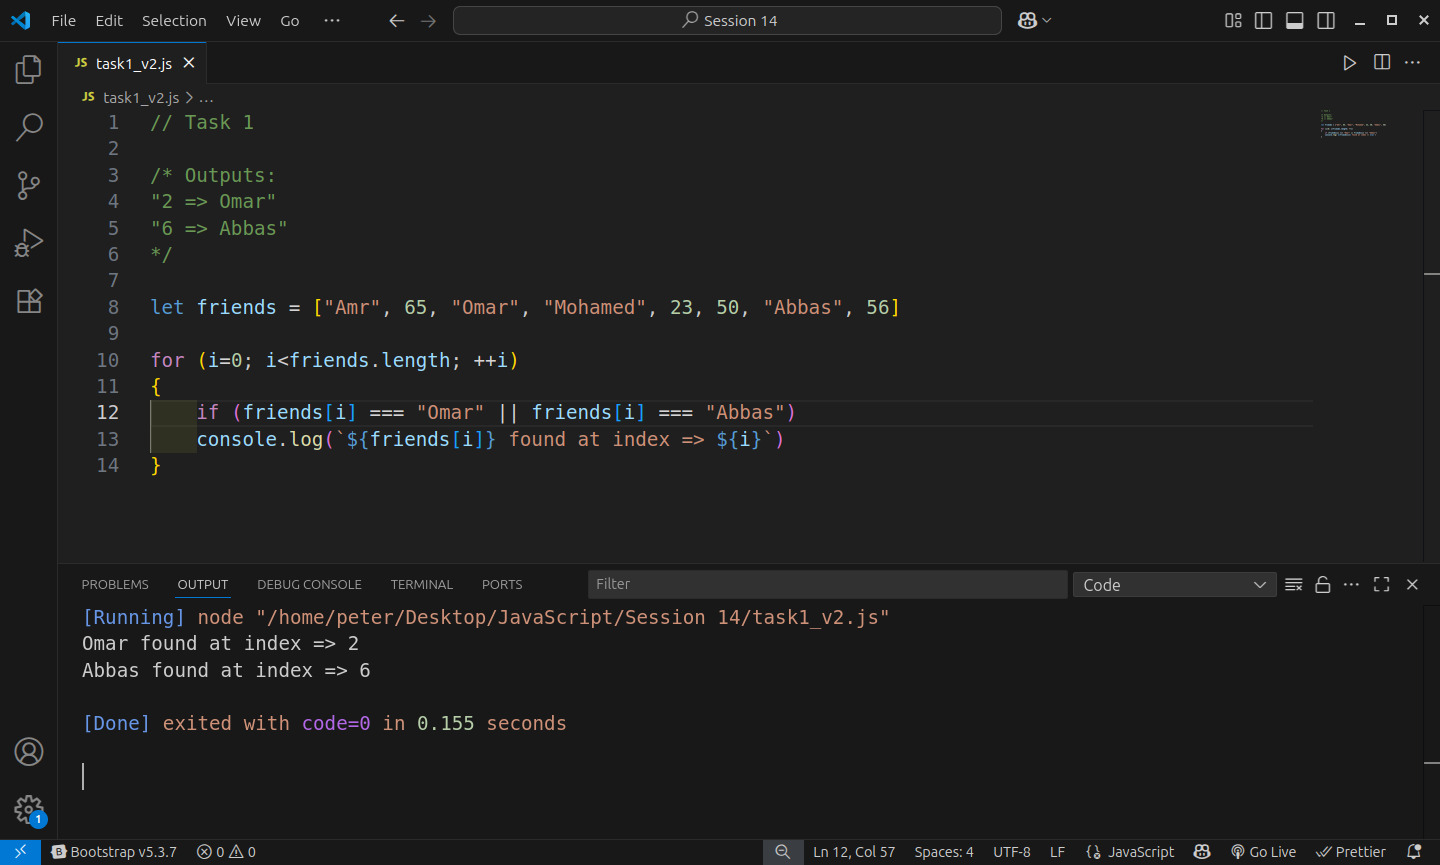 File Edit Selection View Go ··· Session 14
JS task1_v2.js
JS task1_v2.js > ...
1 // Task 1
2
3 /* Outputs:
4 "2 => Omar"
5 "6 => Abbas"
6 */
7
8 let friends = ["Amr", 65, "Omar", "Mohamed", 23, 50, "Abbas", 56]
9
10 for (i=0; i<friends.length; ++i)
11 {
12 if (friends[i] === "Omar" || friends[i] === "Abbas")
13 console.log(`${friends[i]} found at index => ${i}`)
14 }
PROBLEMS OUTPUT DEBUG CONSOLE TERMINAL PORTS Filter Code
[Running] node "/home/peter/Desktop/JavaScript/Session 14/task1_v2.js"
Omar found at index => 2
Abbas found at index => 6
[Done] exited with code=0 in 0.155 seconds
1
B Bootstrap v5.3.7 0 0 Ln 12, Col 57 Spaces: 4 UTF-8 LF {} JavaScript Go Live Prettier